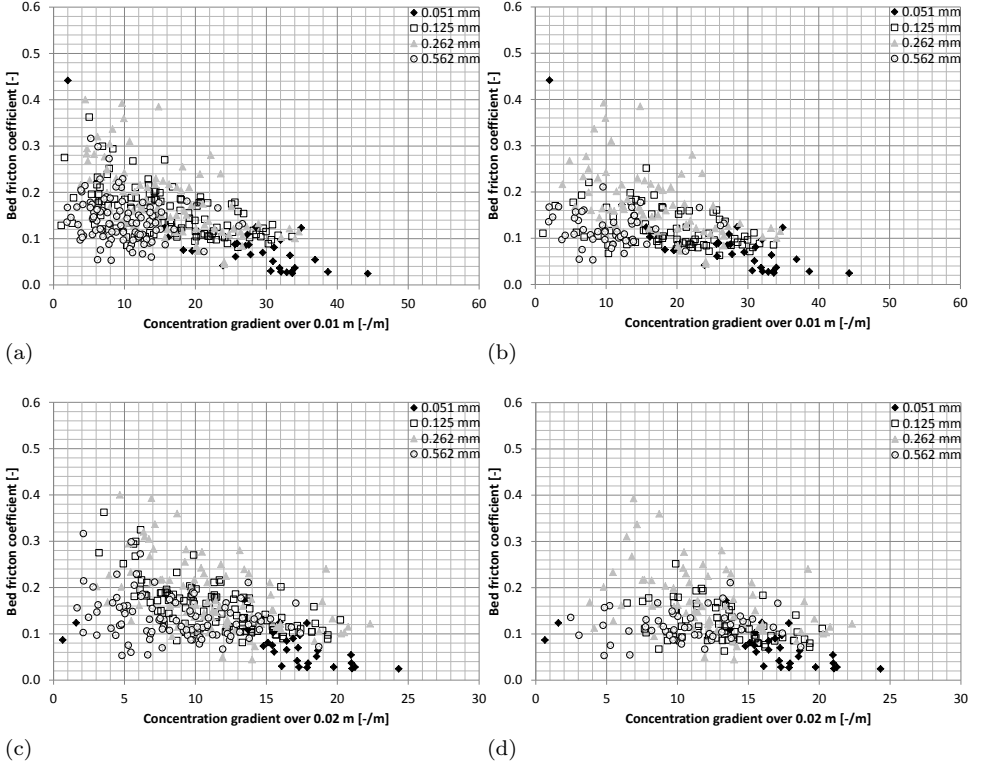 0.6
0.5
0.4
0.3
0.2
0.1
0.0
0 10 20 30 40 50 60
Bed fricton coefficient [-]
Concentration gradient over 0.01 m [-/m]
0.051 mm
0.125 mm
0.262 mm
0.562 mm
(a)
0.6
0.5
0.4
0.3
0.2
0.1
0.0
0 10 20 30 40 50 60
Bed fricton coefficient [-]
Concentration gradient over 0.01 m [-/m]
0.051 mm
0.125 mm
0.262 mm
0.562 mm
(b)
0.6
0.5
0.4
0.3
0.2
0.1
0.0
0 5 10 15 20 25 30
Bed fricton coefficient [-]
Concentration gradient over 0.02 m [-/m]
0.051 mm
0.125 mm
0.262 mm
0.562 mm
(c)
0.6
0.5
0.4
0.3
0.2
0.1
0.0
0 5 10 15 20 25 30
Bed fricton coefficient [-]
Concentration gradient over 0.02 m [-/m]
0.051 mm
0.125 mm
0.262 mm
0.562 mm
(d)